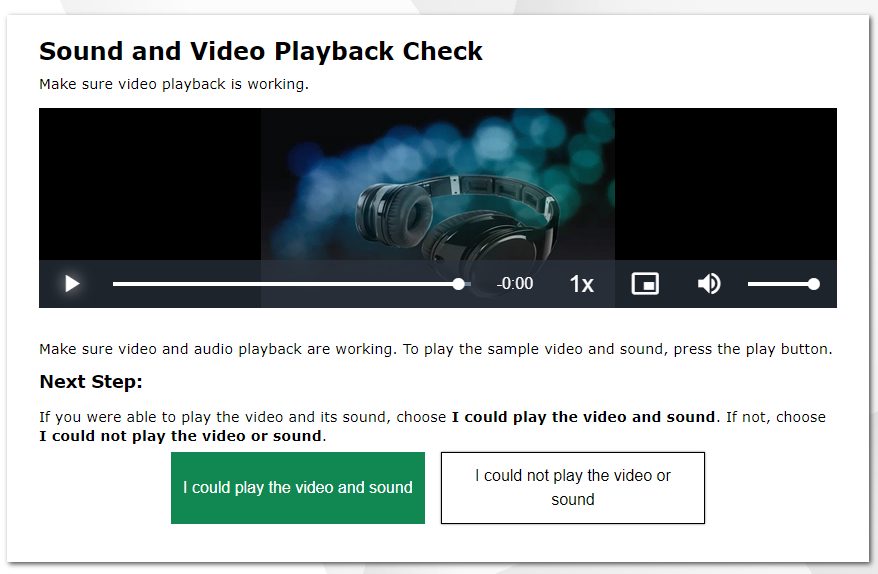 Sound and Video Playback Check
Make sure video playback is working.
-0:00
1x
Make sure video and audio playback are working. To play the sample video and sound, press the play button.
Next Step:
If you were able to play the video and its sound, choose I could play the video and sound. If not, choose
I could not play the video or sound.
I could play the video and sound
I could not play the video or
sound